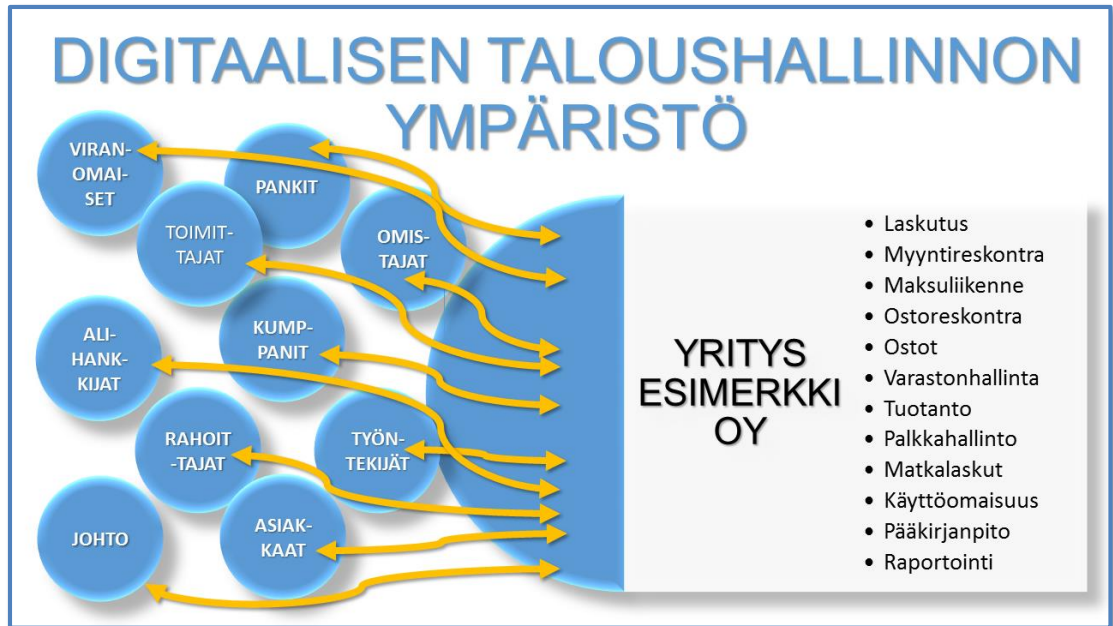 DIGITAALISEN TALOUSHALLINNON
YMPÄRISTÖ
VIRAN-
OMAI-
SET
PANKIT
TOIMIT-
TAJAT
OMIS-
TAJAT
ALI-
HANK-
KIJAT
KUMP-
PANIT
RAHOIT
-TAJAT
TYÖN-
TEKIJÄT
JOHTO
ASIAK-
KAAT
YRITYS
ESIMERKKI
OY
• Laskutus
• Myyntireskontra
• Maksuliikenne
• Ostoreskontra
• Ostot
• Varastonhallinta
• Tuotanto
• Palkkahallinto
• Matkalaskut
• Käyttöomaisuus
• Pääkirjanpito
• Raportointi